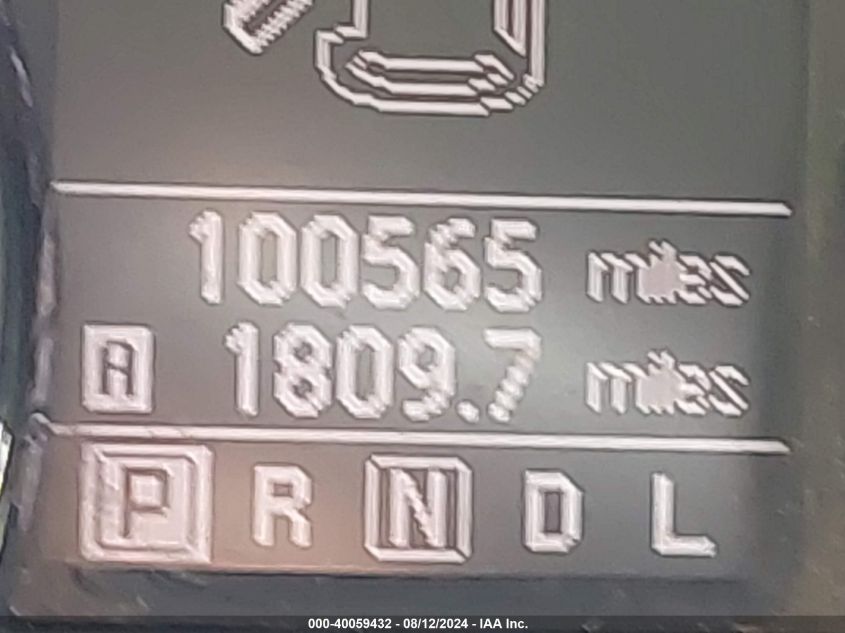 100565 miles
A 1809.7 miles
P R N D L
000-40059432 - 08/12/2024 - IAA Inc.